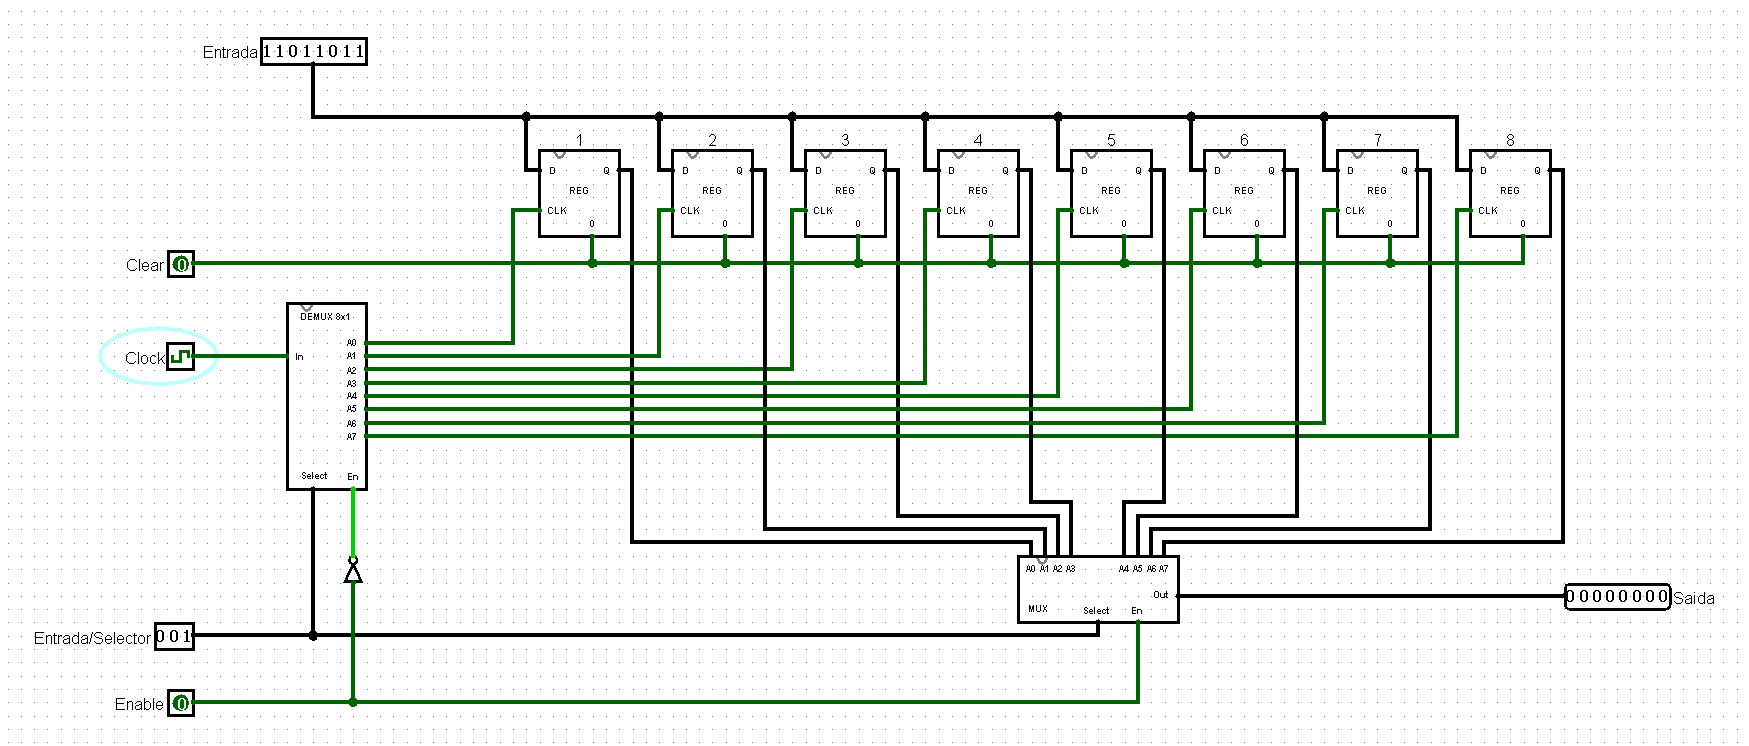 Entrada 11011011
1 2 3 4 5 6 7 8
D Q D Q D Q D Q D Q D Q D Q D Q
REG REG REG REG REG REG REG REG
CLK CLK CLK CLK CLK CLK CLK CLK
0 0 0 0 0 0 0 0
Clear 0
DEMUX 8x1
A0
Clock In A1
A2
A3
A4
A5
A6
A7
Select En
A0 A1 A2 A3 A4 A5 A6 A7
Out 00000000 Saida
MUX Select En
Entrada/Selector 001
Enable 0